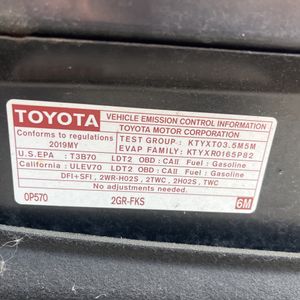 TOYOTA
VEHICLE EMISSION CONTROL INFORMATION
TOYOTA MOTOR CORPORATION
Conforms to regulations
2019MY
TEST GROUP : KTYXT03.5M5M
EVAP FAMILY: KTYXR0165P82
U.S.EPA : T3B70 LDT2 OBD : CAII Fuel : Gasoline
California : ULEV70 LDT2 OBD : CAII Fuel : Gasoline
DFI+SFI , 2WR-HO2S , 2TWC , 2HO2S , TWC
No adjustments needed.
0P570 2GR-FKS 6M